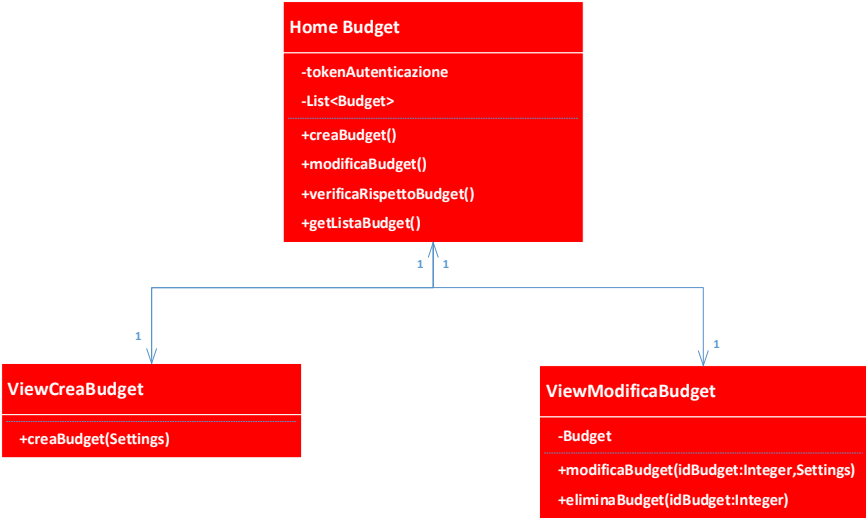 Home Budget
-tokenAutenticazione
-List<Budget>
+creaBudget()
+modificaBudget()
+verificaRispettoBudget()
+getListaBudget()
1 1
1
1
ViewCreaBudget
+creaBudget(Settings)
ViewModificaBudget
-Budget
+modificaBudget(idBudget:Integer,Settings)
+eliminaBudget(idBudget:Integer)